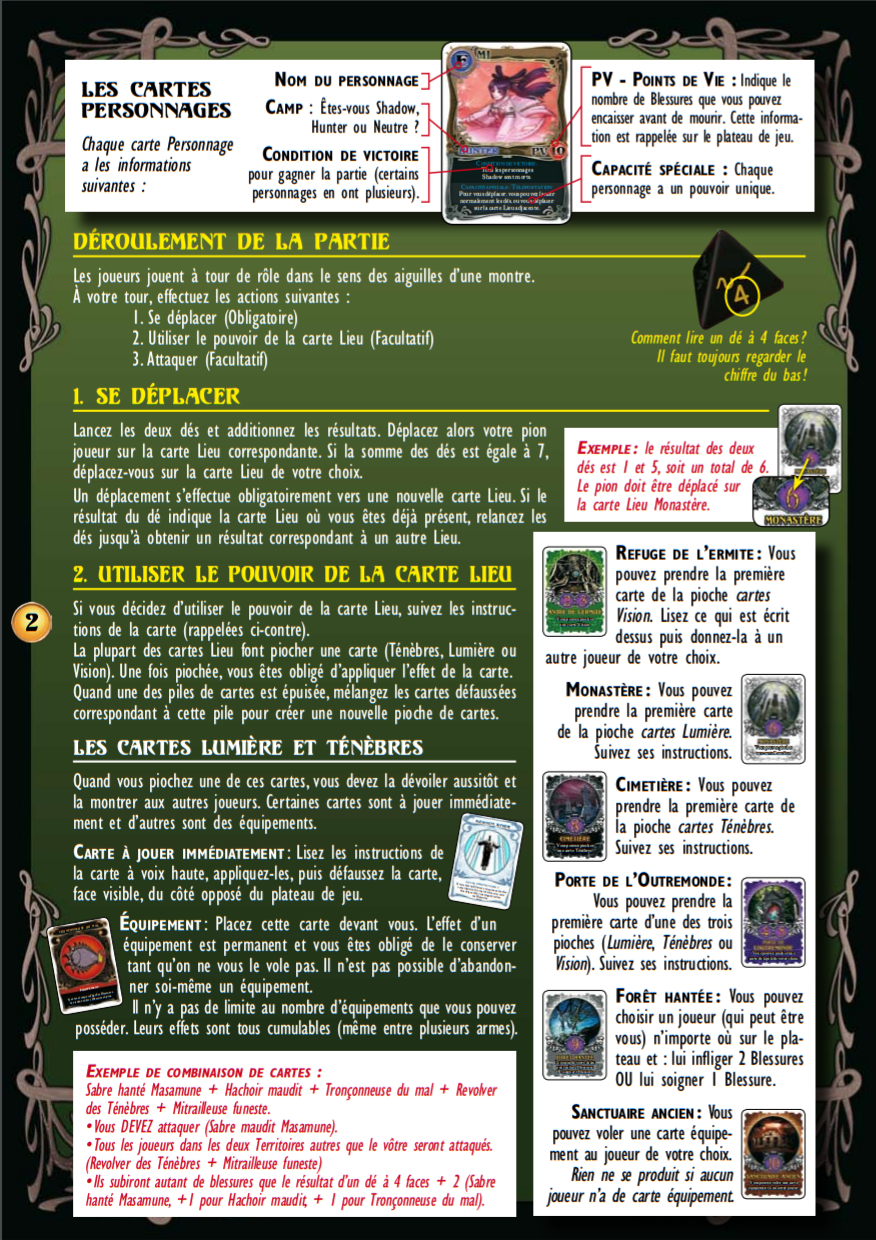 LES CARTES
PERSONNAGES
Chaque carte Personnage
a les informations
suivantes :
NOM DU PERSONNAGE
CAMP : Êtes-vous Shadow,
Hunter ou Neutre ?
CONDITION DE VICTOIRE
pour gagner la partie (certains
personnages en ont plusieurs).
HUNTER PV 10
PV - POINTS DE VIE : Indique le
nombre de Blessures que vous pouvez
encaisser avant de mourir. Cette informa-
tion est rappelée sur le plateau de jeu.
CAPACITÉ SPÉCIALE : Chaque
personnage a un pouvoir unique.
DÉROULEMENT DE LA PARTIE
Les joueurs jouent à tour de rôle dans le sens des aiguilles d'une montre.
À votre tour, effectuez les actions suivantes :
1. Se déplacer (Obligatoire)
2. Utiliser le pouvoir de la carte Lieu (Facultatif)
3. Attaquer (Facultatif)
4
Comment lire un dé à 4 faces?
Il faut toujours regarder le
chiffre du bas!
1. SE DÉPLACER
Lancez les deux dés et additionnez les résultats. Déplacez alors votre pion
joueur sur la carte Lieu correspondante. Si la somme des dés est égale à 7,
déplacez-vous sur la carte Lieu de votre choix.
Un déplacement s'effectue obligatoirement vers une nouvelle carte Lieu. Si le
résultat du dé indique la carte Lieu où vous êtes déjà présent, relancez les
dés jusqu'à obtenir un résultat correspondant à un autre Lieu.
EXEMPLE : le résultat des deux
dés est 1 et 5, soit un total de 6.
Le pion doit être déplacé sur
la carte Lieu Monastère.
6
MONASTÈRE
2. UTILISER LE POUVOIR DE LA CARTE LIEU
Si vous décidez d'utiliser le pouvoir de la carte Lieu, suivez les instruc-
tions de la carte (rappelées ci-contre).
La plupart des cartes Lieu font piocher une carte (Ténèbres, Lumière ou
Vision). Une fois piochée, vous êtes obligé d'appliquer l'effet de la carte.
Quand une des piles de cartes est épuisée, mélangez les cartes défaussées
correspondant à cette pile pour créer une nouvelle pioche de cartes.
2
LES CARTES LUMIÈRE ET TÉNÈBRES
Quand vous piochez une de ces cartes, vous devez la dévoiler aussitôt et
la montrer aux autres joueurs. Certaines cartes sont à jouer immédiate-
ment et d'autres sont des équipements.
CARTE À JOUER IMMÉDIATEMENT : Lisez les instructions de
la carte à voix haute, appliquez-les, puis défaussez la carte,
face visible, du côté opposé du plateau de jeu.
ÉQUIPEMENT : Placez cette carte devant vous. L'effet d'un
équipement est permanent et vous êtes obligé de le conserver
tant qu'on ne vous le vole pas. Il n'est pas possible d'abandon-
ner soi-même un équipement.
Il n'y a pas de limite au nombre d'équipements que vous pouvez
posséder. Leurs effets sont tous cumulables (même entre plusieurs armes).
EXEMPLE DE COMBINAISON DE CARTES :
Sabre hanté Masamune + Hachoir maudit + Tronçonneuse du mal + Revolver
des Ténèbres + Mitrailleuse funeste.
•Vous DEVEZ attaquer (Sabre maudit Masamune).
•Tous les joueurs dans les deux Territoires autres que le vôtre seront attaqués.
(Revolver des Ténèbres + Mitrailleuse funeste)
•Ils subiront autant de blessures que le résultat d'un dé à 4 faces + 2 (Sabre
hanté Masamune, +1 pour Hachoir maudit, + 1 pour Tronçonneuse du mal).
REFUGE DE L'ERMITE : Vous
pouvez prendre la première
carte de la pioche cartes
Vision. Lisez ce qui est écrit
dessus puis donnez-la à un
autre joueur de votre choix.
MONASTÈRE : Vous pouvez
prendre la première carte
de la pioche cartes Lumière.
Suivez ses instructions.
CIMETIÈRE : Vous pouvez
prendre la première carte de
la pioche cartes Ténèbres.
Suivez ses instructions.
PORTE DE L'OUTREMONDE :
Vous pouvez prendre la
première carte d'une des trois
pioches (Lumière, Ténèbres ou
Vision). Suivez ses instructions.
FORÊT HANTÉE : Vous pouvez
choisir un joueur (qui peut être
vous) n'importe où sur le pla-
teau et : lui infliger 2 Blessures
OU lui soigner 1 Blessure.
SANCTUAIRE ANCIEN : Vous
pouvez voler une carte équipe-
ment au joueur de votre choix.
Rien ne se produit si aucun
joueur n'a de carte équipement.